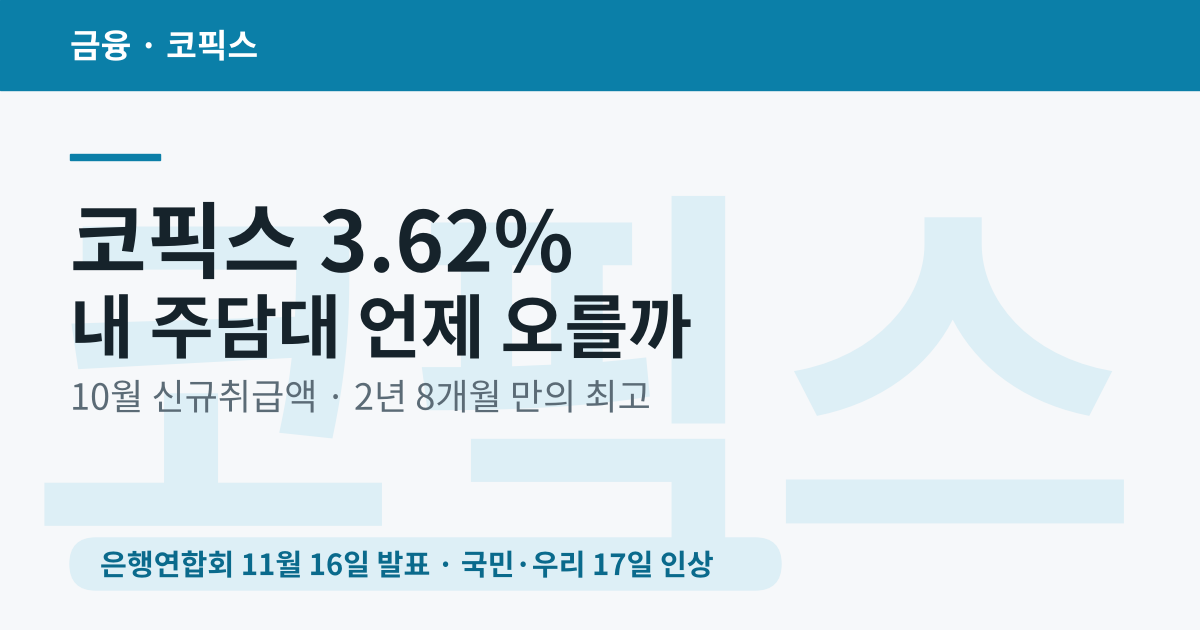 금융 · 코픽스
코픽스 3.62%
내 주담대 언제 오를까
10월 신규취급액 · 2년 8개월 만의 최고
코픽스
은행연합회 11월 16일 발표 · 국민·우리 17일 인상